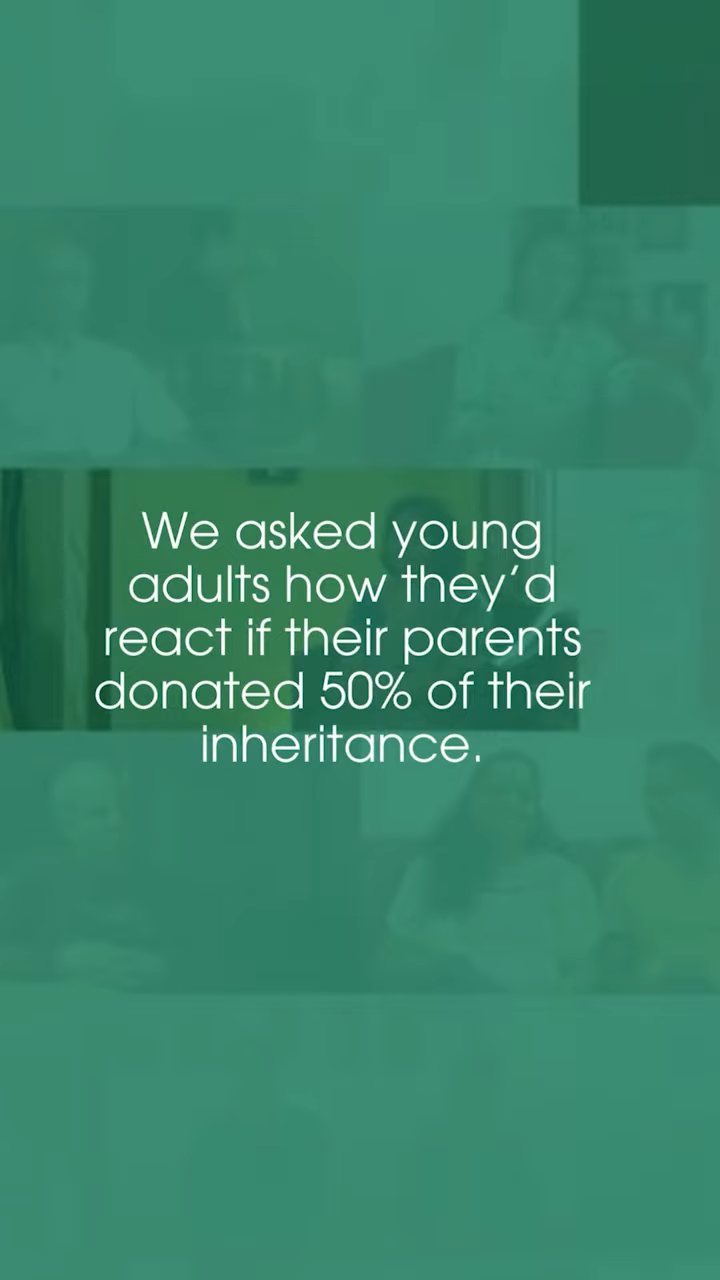 We asked young
adults how they’d
react if their parents
donated 50% of their
inheritance.